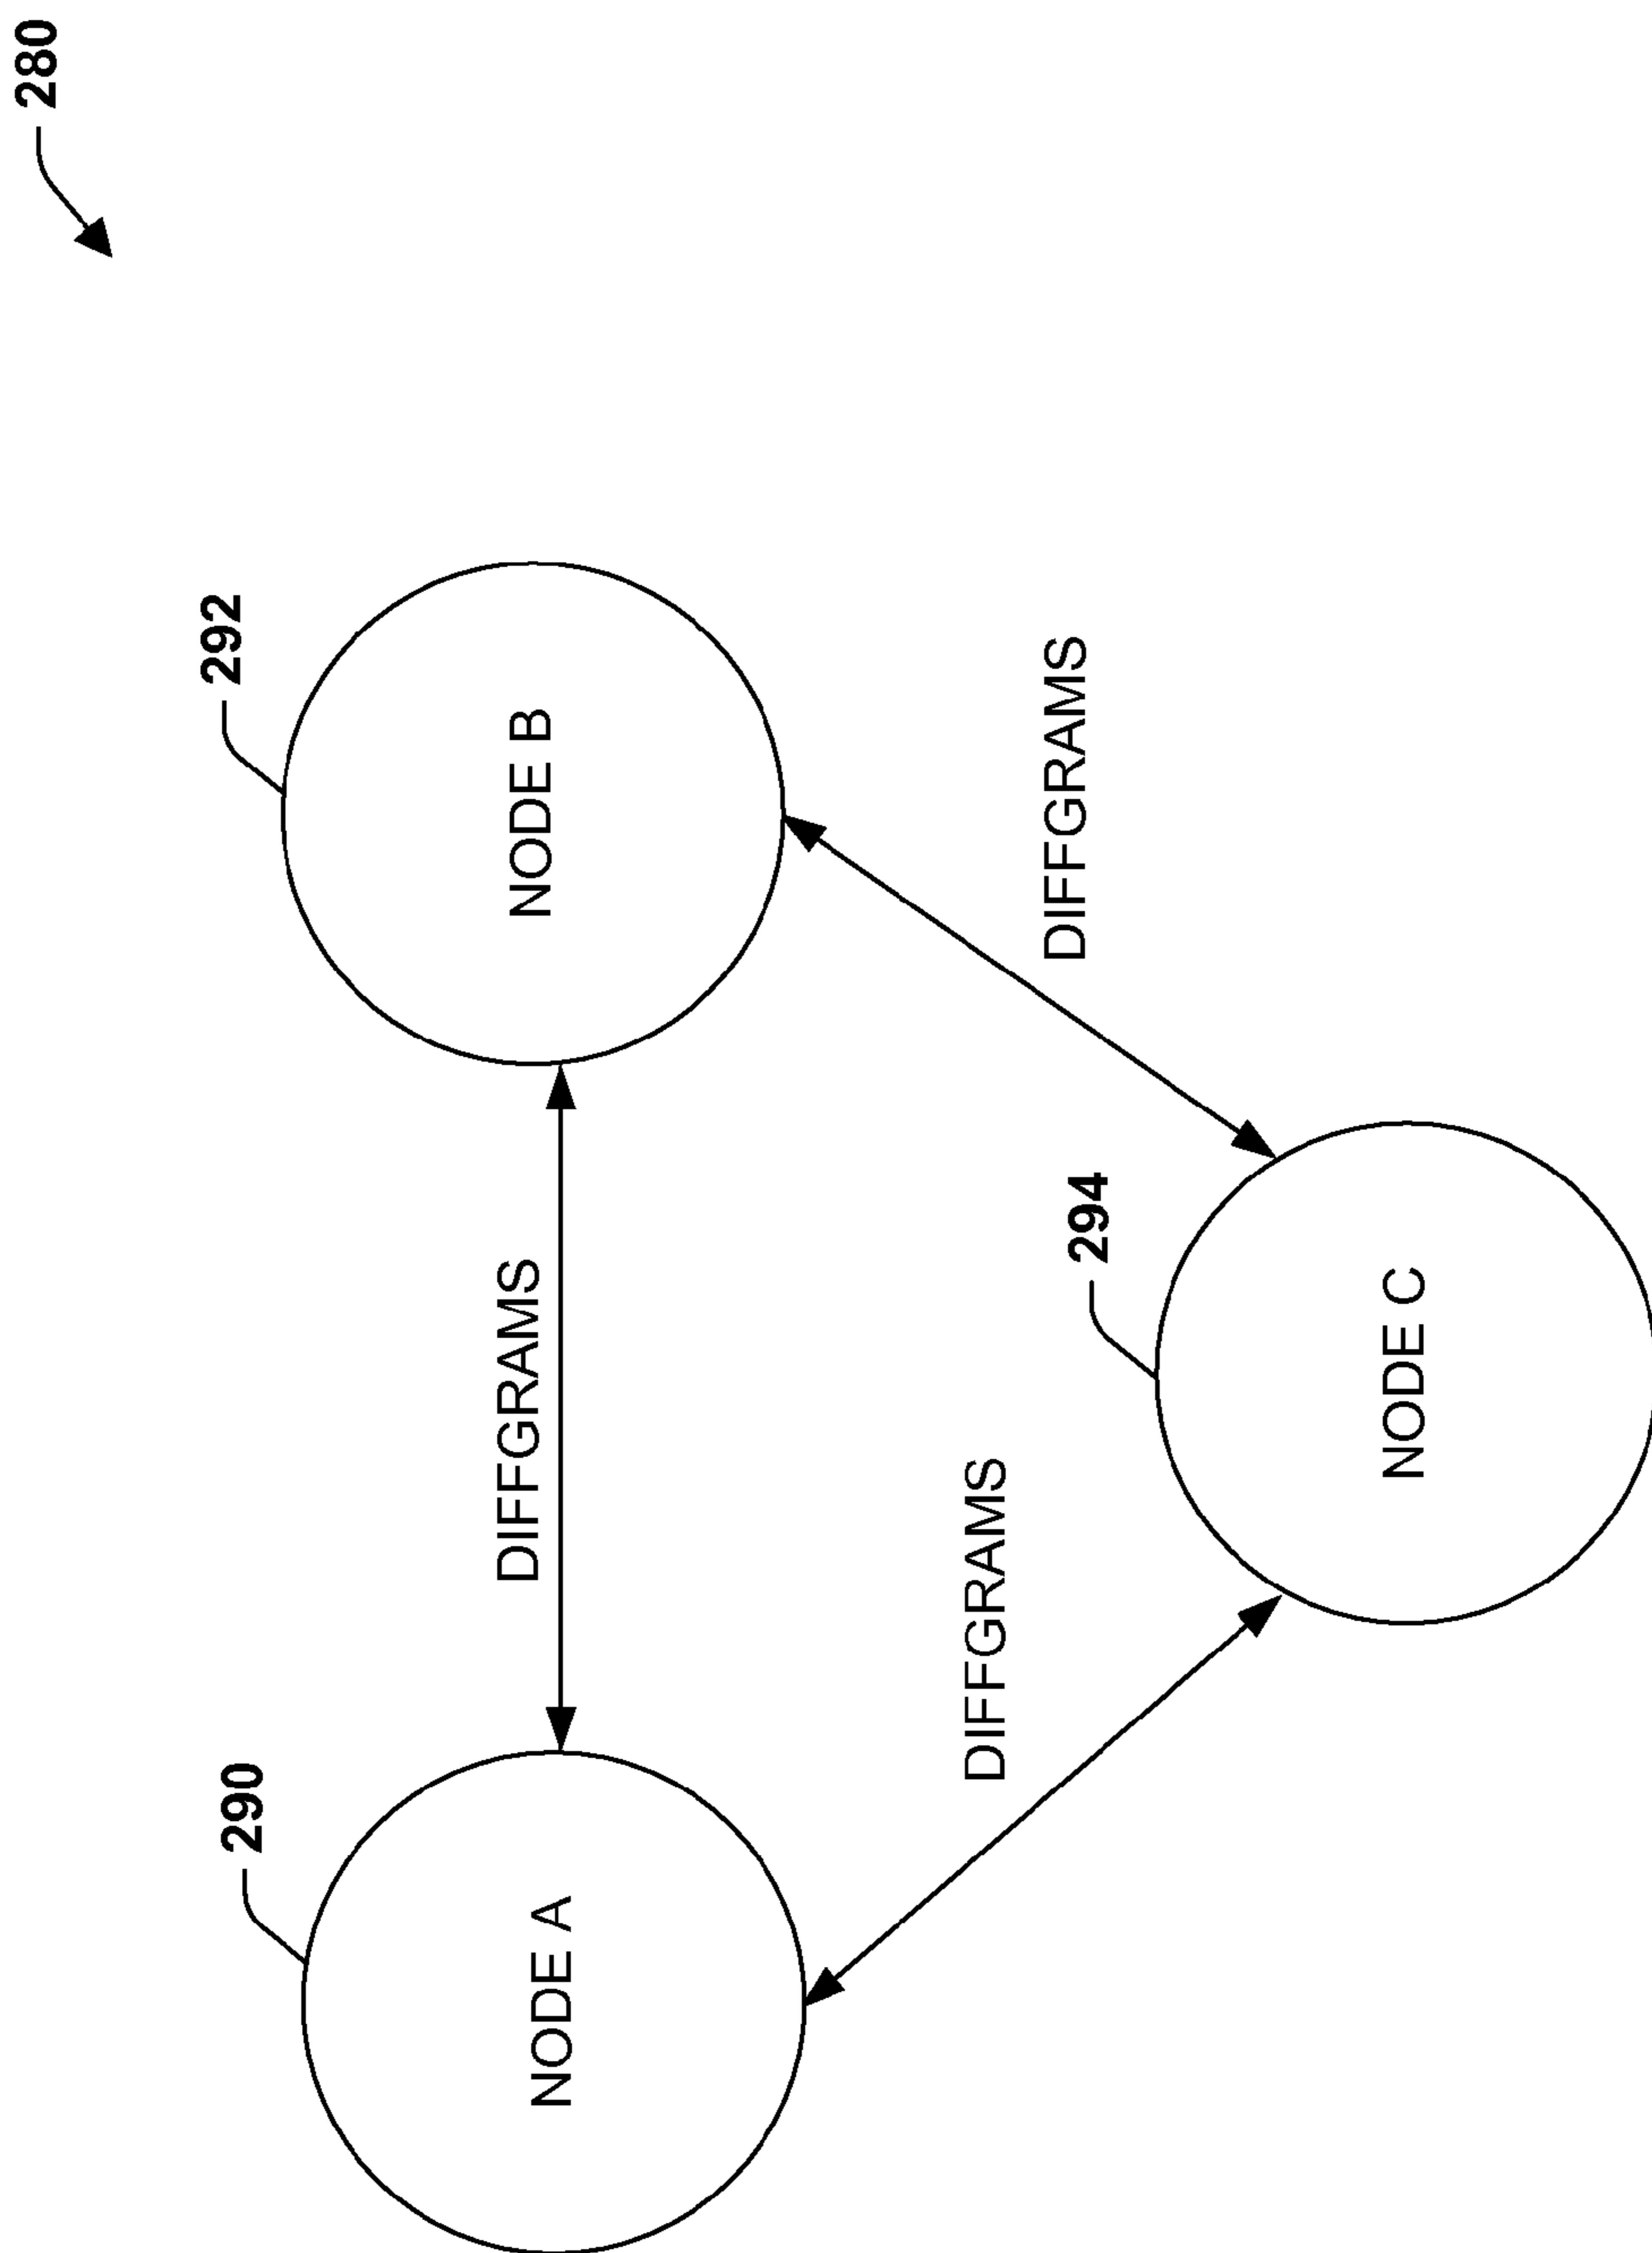 280
290
292
NODE A
DIFFGRAMS
NODE B
DIFFGRAMS
294
DIFFGRAMS
NODE C